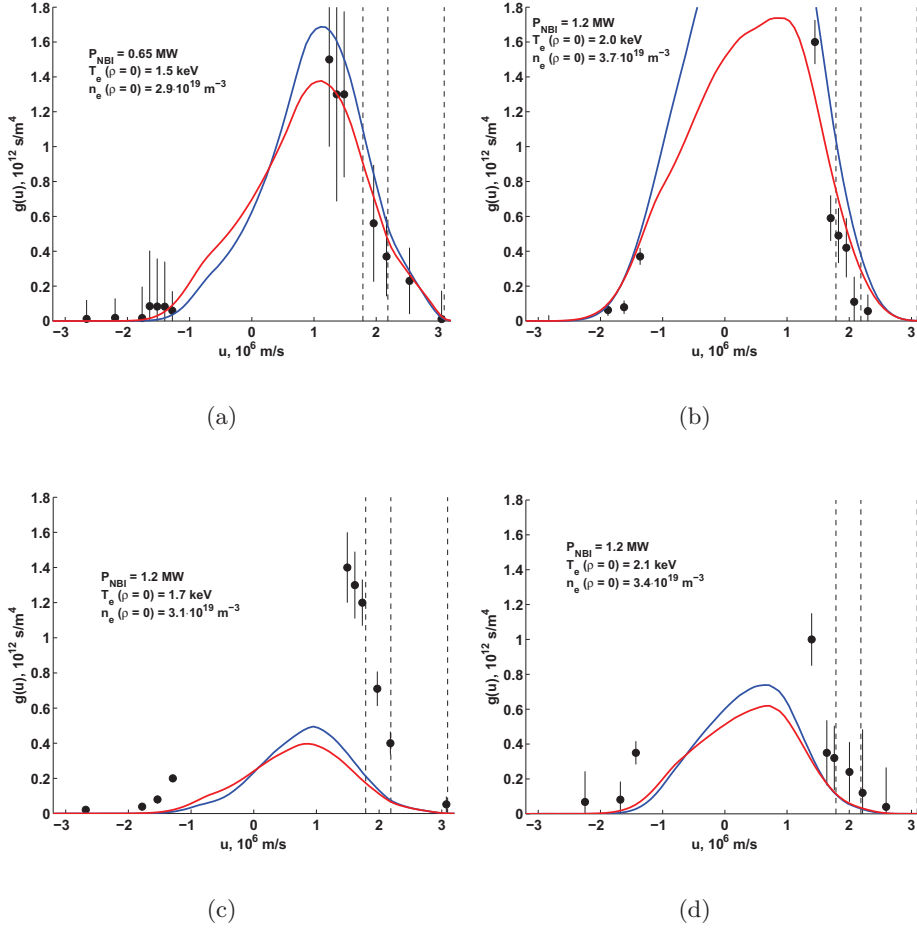 1.8
1.6
1.4
1.2
1
0.8
0.6
0.4
0.2
0
g(u), 10^12 s/m^4
P_NBI = 0.65 MW
T_e (ρ = 0) = 1.5 keV
n_e (ρ = 0) = 2.9·10^19 m^−3
−3 −2 −1 0 1 2 3
u, 10^6 m/s
(a)
1.8
1.6
1.4
1.2
1
0.8
0.6
0.4
0.2
0
g(u), 10^12 s/m^4
P_NBI = 1.2 MW
T_e (ρ = 0) = 2.0 keV
n_e (ρ = 0) = 3.7·10^19 m^−3
−3 −2 −1 0 1 2 3
u, 10^6 m/s
(b)
1.8
1.6
1.4
1.2
1
0.8
0.6
0.4
0.2
0
g(u), 10^12 s/m^4
P_NBI = 1.2 MW
T_e (ρ = 0) = 1.7 keV
n_e (ρ = 0) = 3.1·10^19 m^−3
−3 −2 −1 0 1 2 3
u, 10^6 m/s
(c)
1.8
1.6
1.4
1.2
1
0.8
0.6
0.4
0.2
0
g(u), 10^12 s/m^4
P_NBI = 1.2 MW
T_e (ρ = 0) = 2.1 keV
n_e (ρ = 0) = 3.4·10^19 m^−3
−3 −2 −1 0 1 2 3
u, 10^6 m/s
(d)